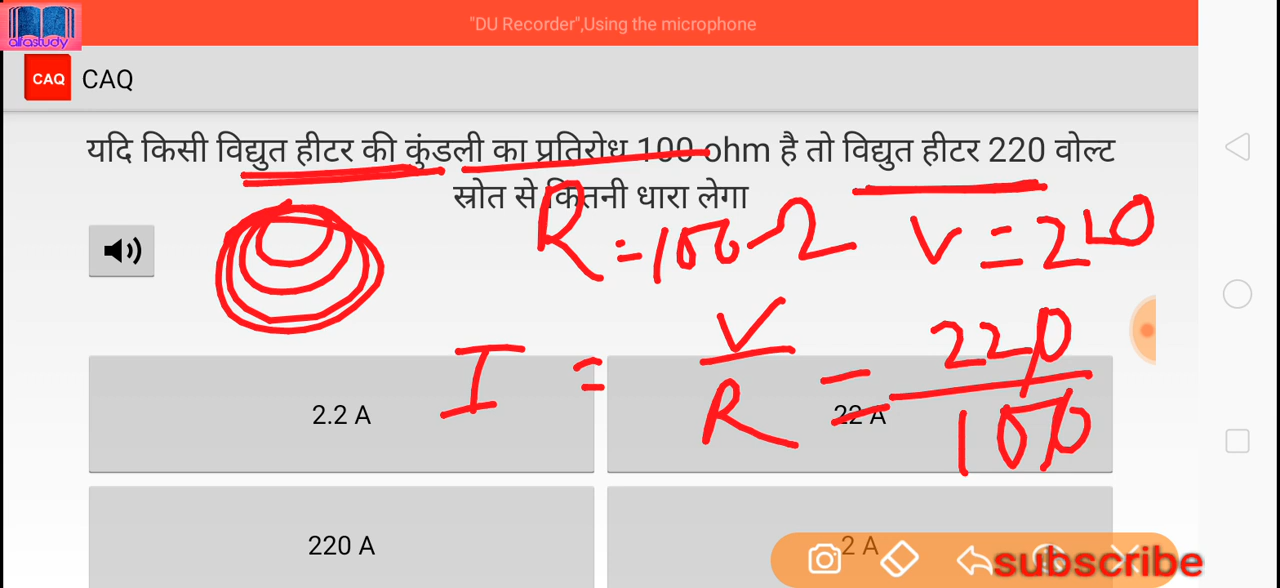 alfastudy
"DU Recorder",Using the microphone
CAQ CAQ
यदि किसी विद्युत हीटर की कुंडली का प्रतिरोध 100 ohm है तो विद्युत हीटर 220 वोल्ट
स्रोत से कितनी धारा लेगा
R = 100 Ω V = 220
I = V/R = 220/100
2.2 A 22 A
220 A 2 A
subscribe